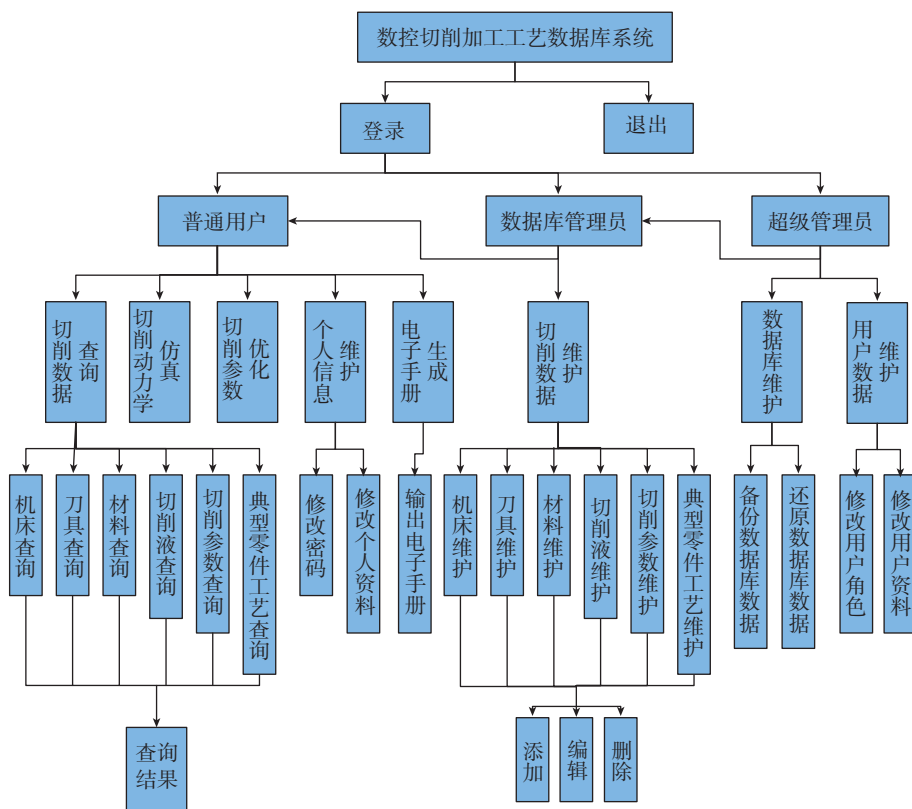 数控切削加工工艺数据库系统
登录
退出
普通用户
数据库管理员
超级管理员
切削数据
查询
切削动力学
仿真
切削参数
优化
个人信息
维护
电子手册
生成
切削数据
维护
数据库维护
用户数据
维护
机床查询
刀具查询
材料查询
切削液查询
切削参数查询
典型零件工艺查询
修改密码
修改个人资料
输出电子手册
机床维护
刀具维护
材料维护
切削液维护
切削参数维护
典型零件工艺维护
备份数据库数据
还原数据库数据
修改用户角色
修改用户资料
查询
结果
添加
编辑
删除